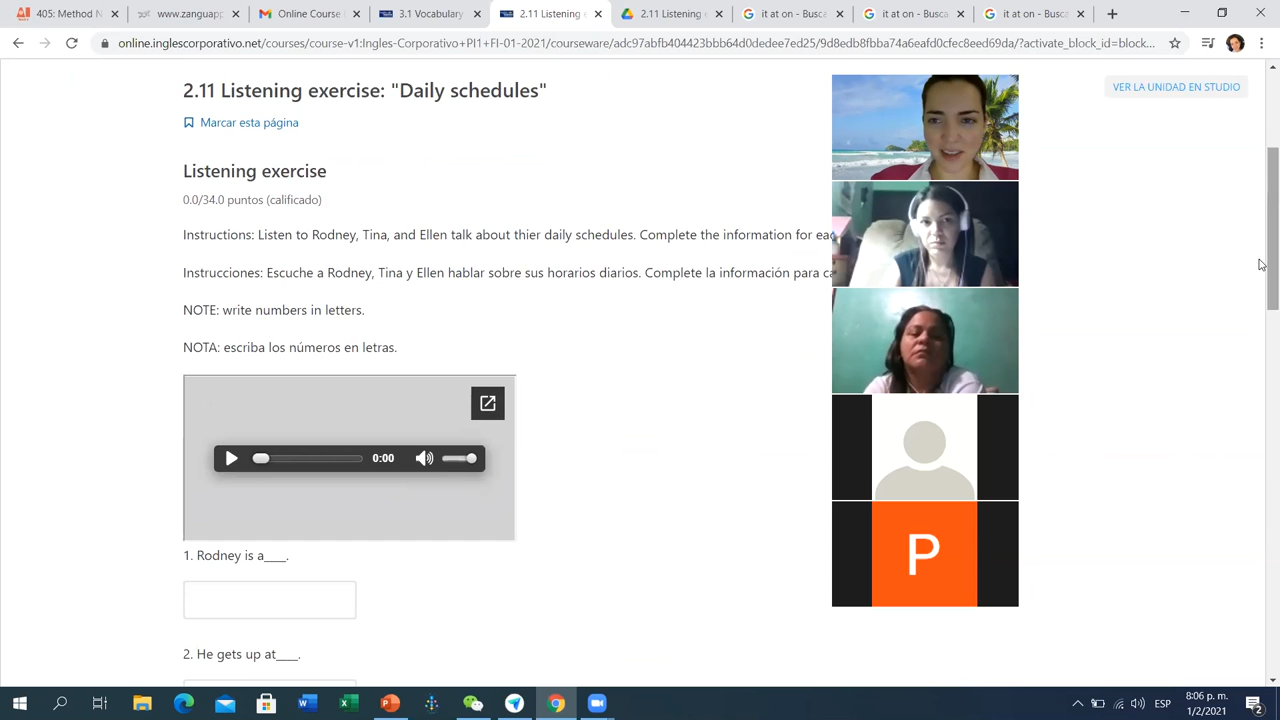 405: Method N
www.zanagrupp
Online Course
3.1 Vocabulary
2.11 Listening e
2.11 Listening
it at on - Busca
it at on - Busca
it at on - Busca
online.inglescorporativo.net/courses/course-v1:Ingles-Corporativo+PI1+FI-01-2021/courseware/adc97abfb404423bbb64d0dedee7ed25/9d8edb8fbba74a6eafd0cfec8eed69da/?activate_block_id=block...
2.11 Listening exercise: "Daily schedules"
VER LA UNIDAD EN STUDIO
Marcar esta página
Listening exercise
0.0/34.0 puntos (calificado)
Instructions: Listen to Rodney, Tina, and Ellen talk about thier daily schedules. Complete the information for eac
Instrucciones: Escuche a Rodney, Tina y Ellen hablar sobre sus horarios diarios. Complete la información para ca
NOTE: write numbers in letters.
NOTA: escriba los números en letras.
0:00
1. Rodney is a____.
P
2. He gets up at____.
ESP
8:06 p. m.
1/2/2021
2